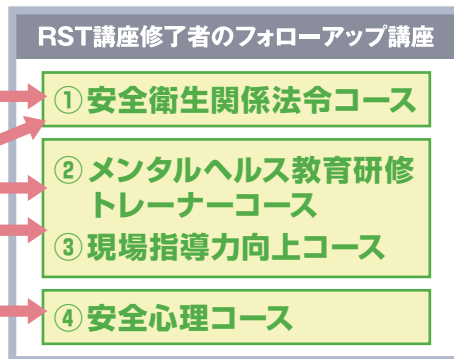 RST講座修了者のフォローアップ講座
①安全衛生関係法令コース
②メンタルヘルス教育研修
トレーナーコース
③現場指導力向上コース
④安全心理コース